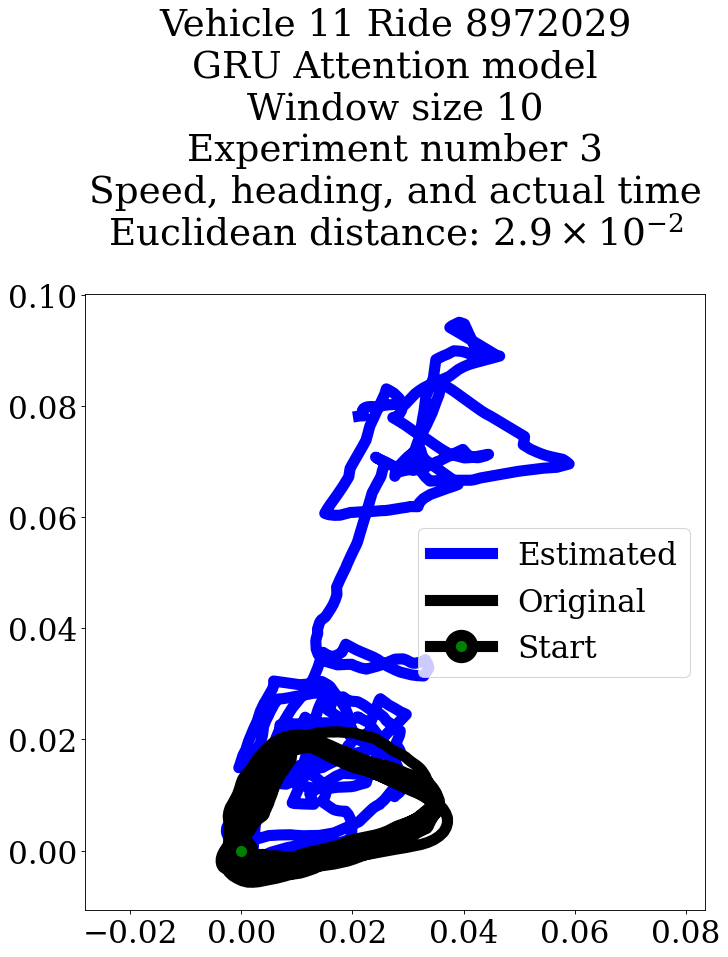 Vehicle 11 Ride 8972029
GRU Attention model
Window size 10
Experiment number 3
Speed, heading, and actual time
Euclidean distance: 2.9 × 10⁻²
0.10
0.08
0.06
0.04
0.02
0.00
Estimated
Original
Start
−0.02 0.00 0.02 0.04 0.06 0.08